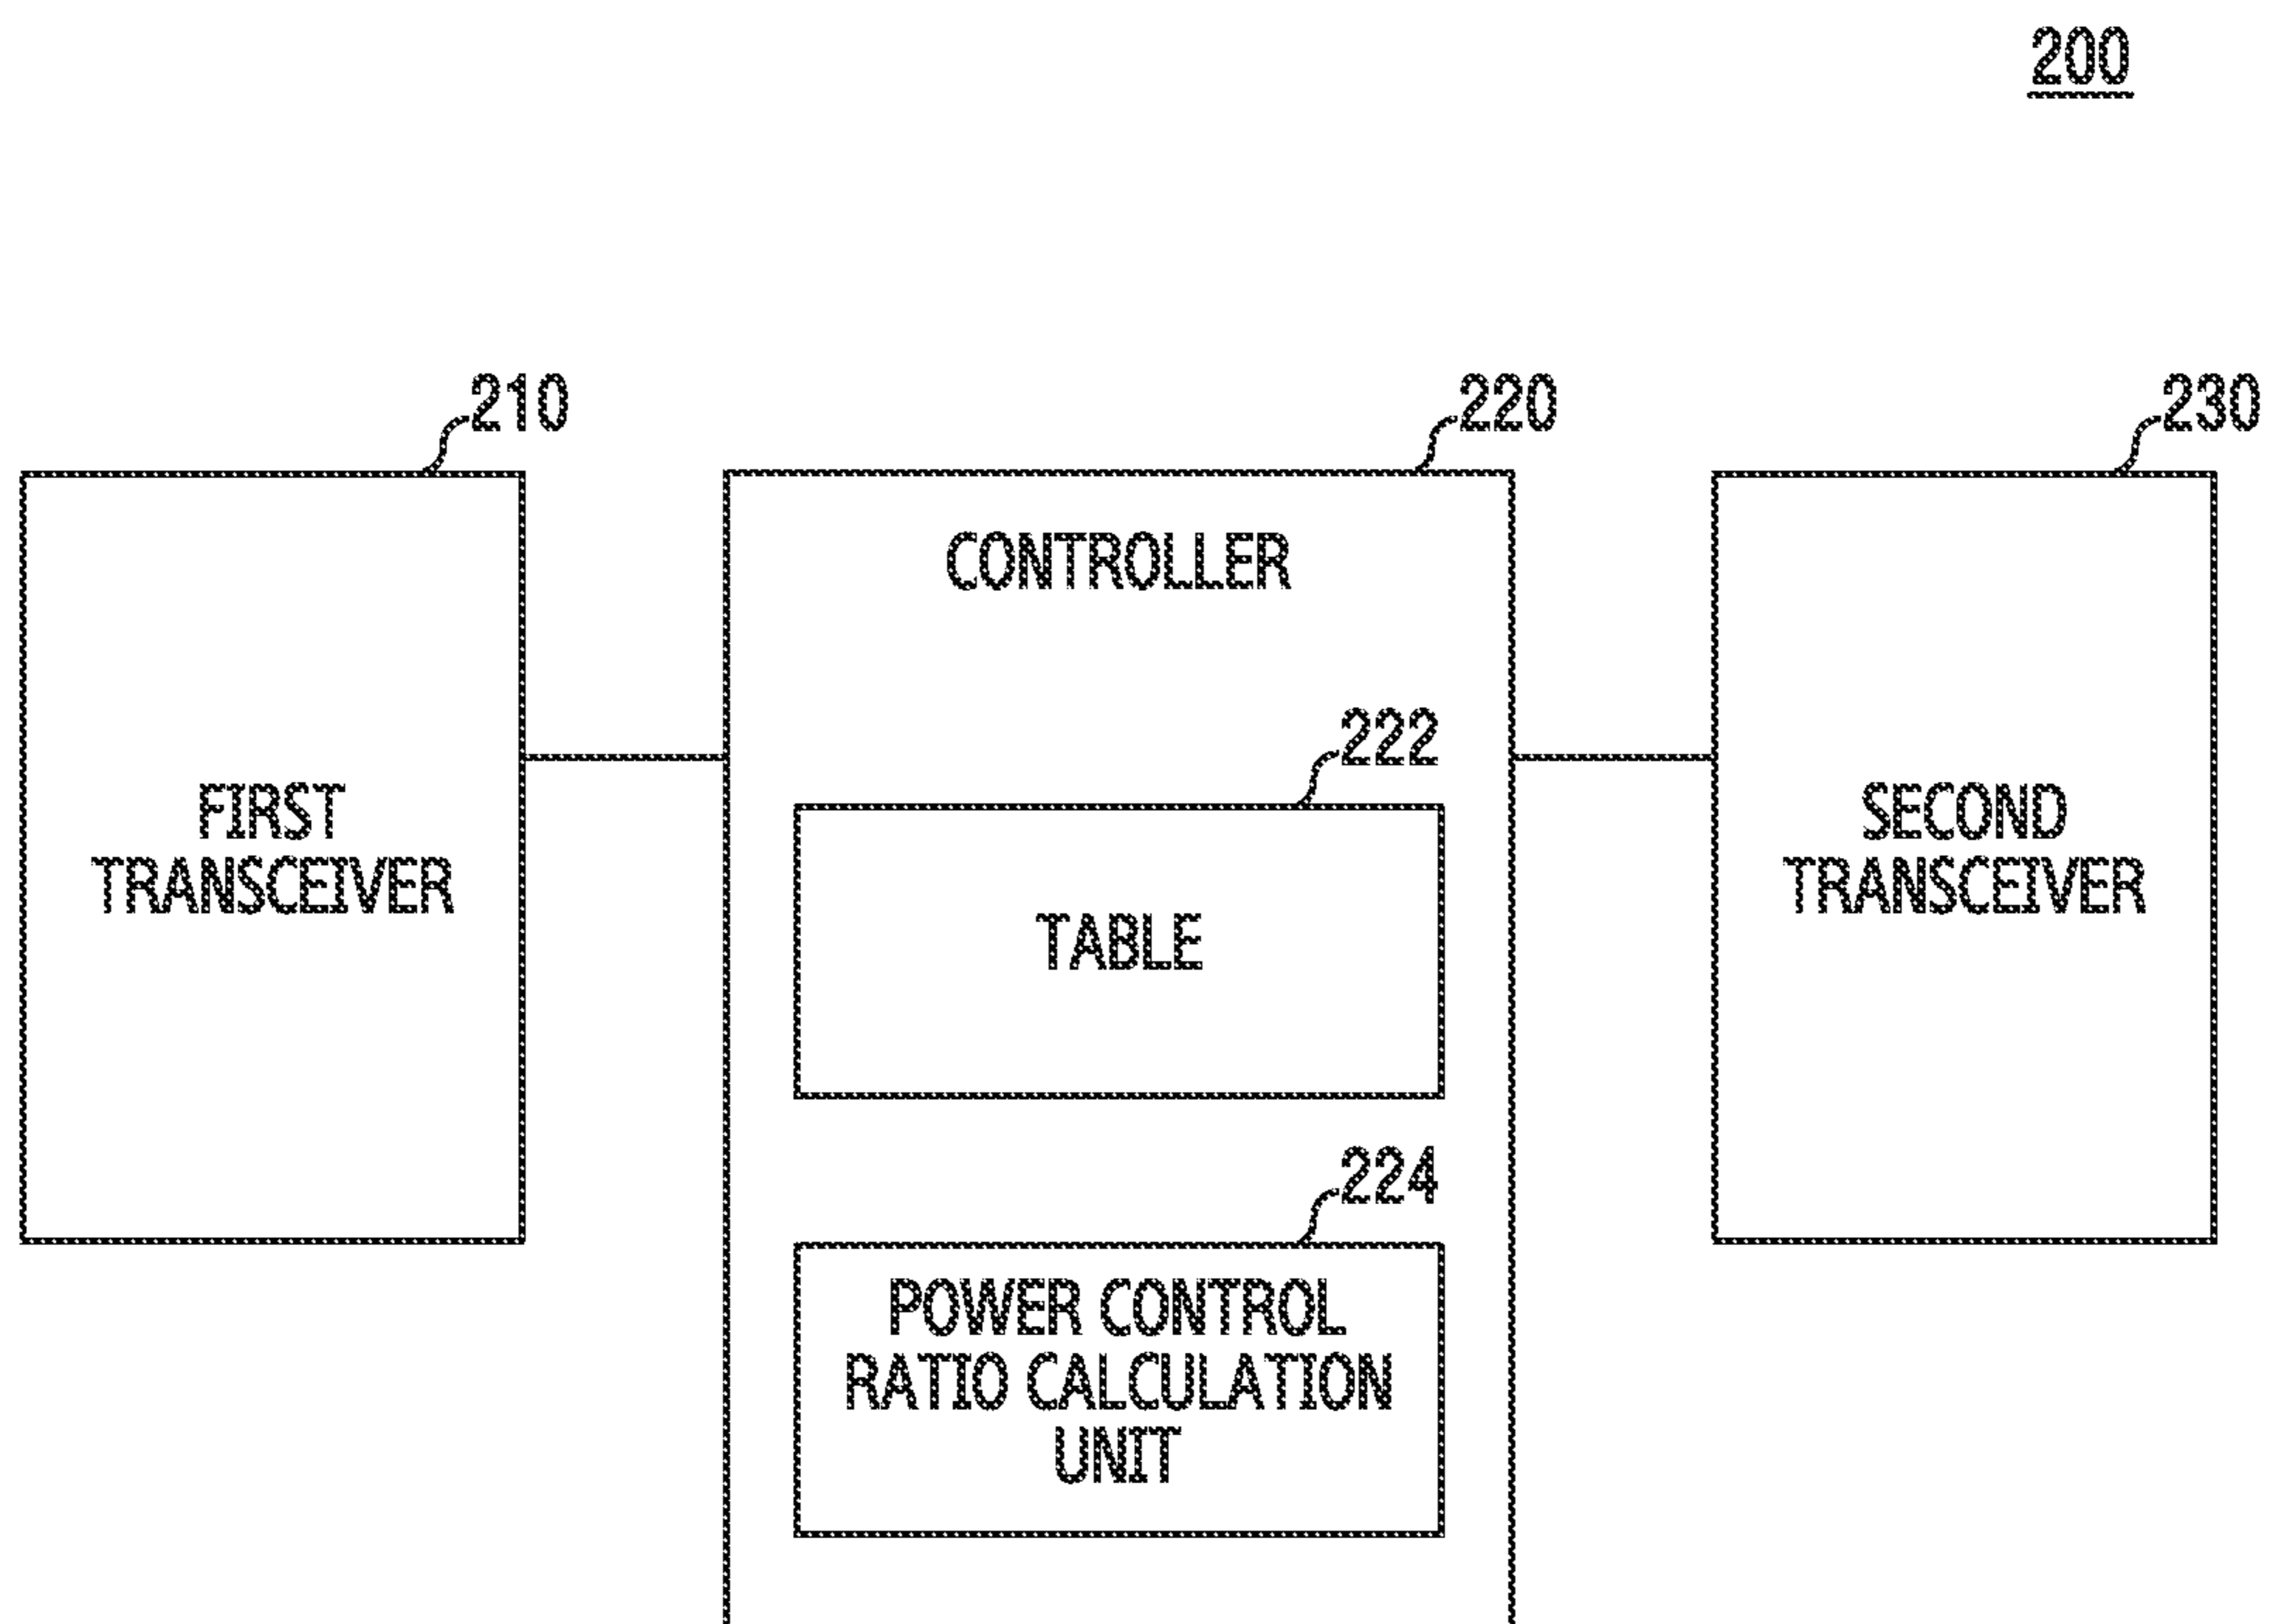 200
210
220
230
CONTROLLER
222
FIRST
TRANSCEIVER
TABLE
SECOND
TRANSCEIVER
224
POWER CONTROL
RATIO CALCULATION
UNIT